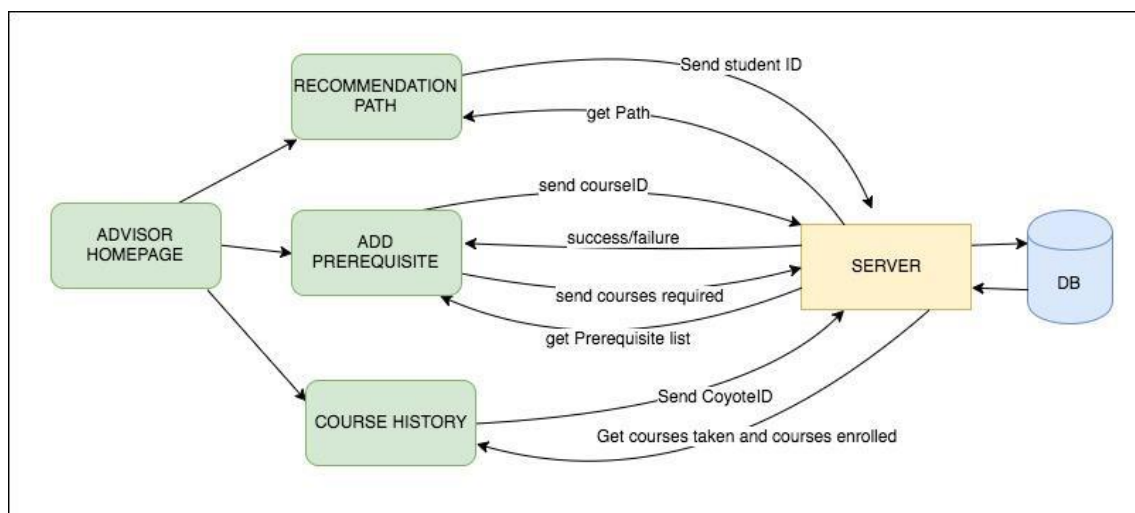 RECOMMENDATION
PATH
Send student ID
get Path
ADVISOR
HOMEPAGE
ADD
PREREQUISITE
send courseID
success/failure
send courses required
get Prerequisite list
SERVER
DB
COURSE HISTORY
Send CoyoteID
Get courses taken and courses enrolled